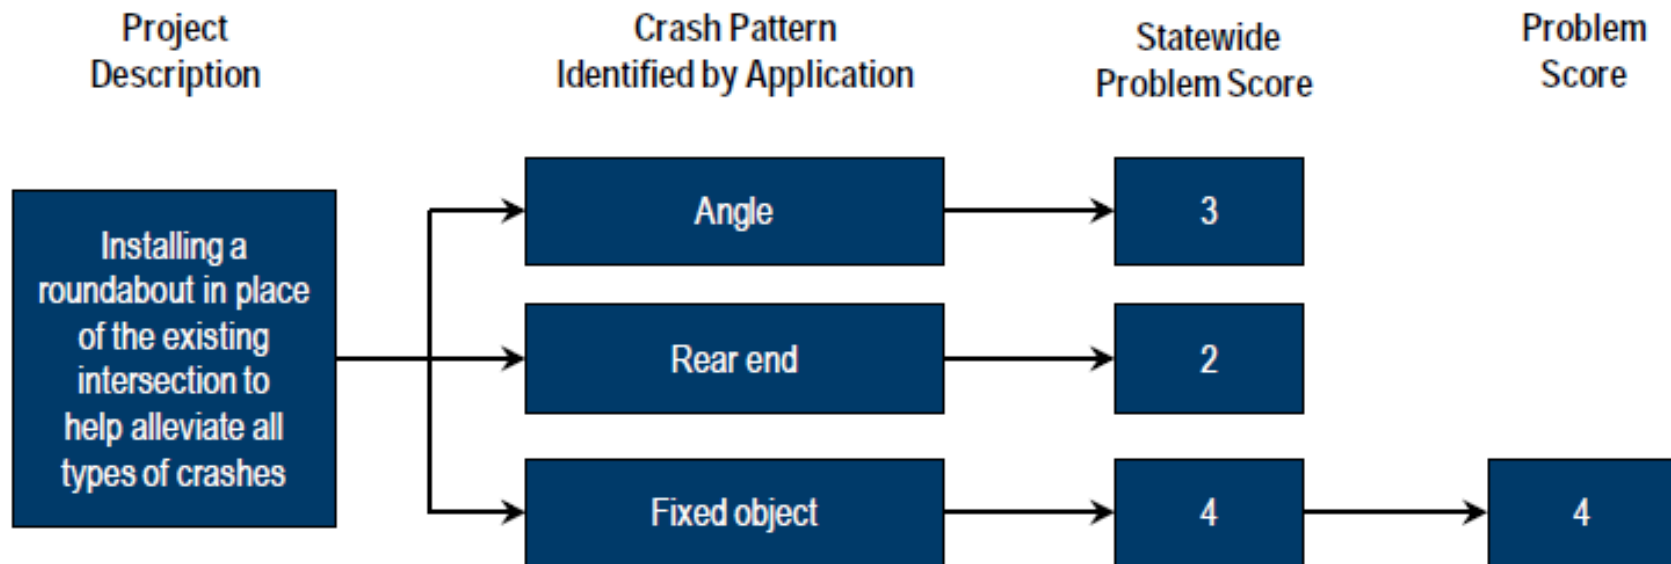 Project
Description
Crash Pattern
Identified by Application
Statewide
Problem Score
Problem
Score
Installing a
roundabout in place
of the existing
intersection to
help alleviate all
types of crashes
Angle
3
Rear end
2
Fixed object
4
4